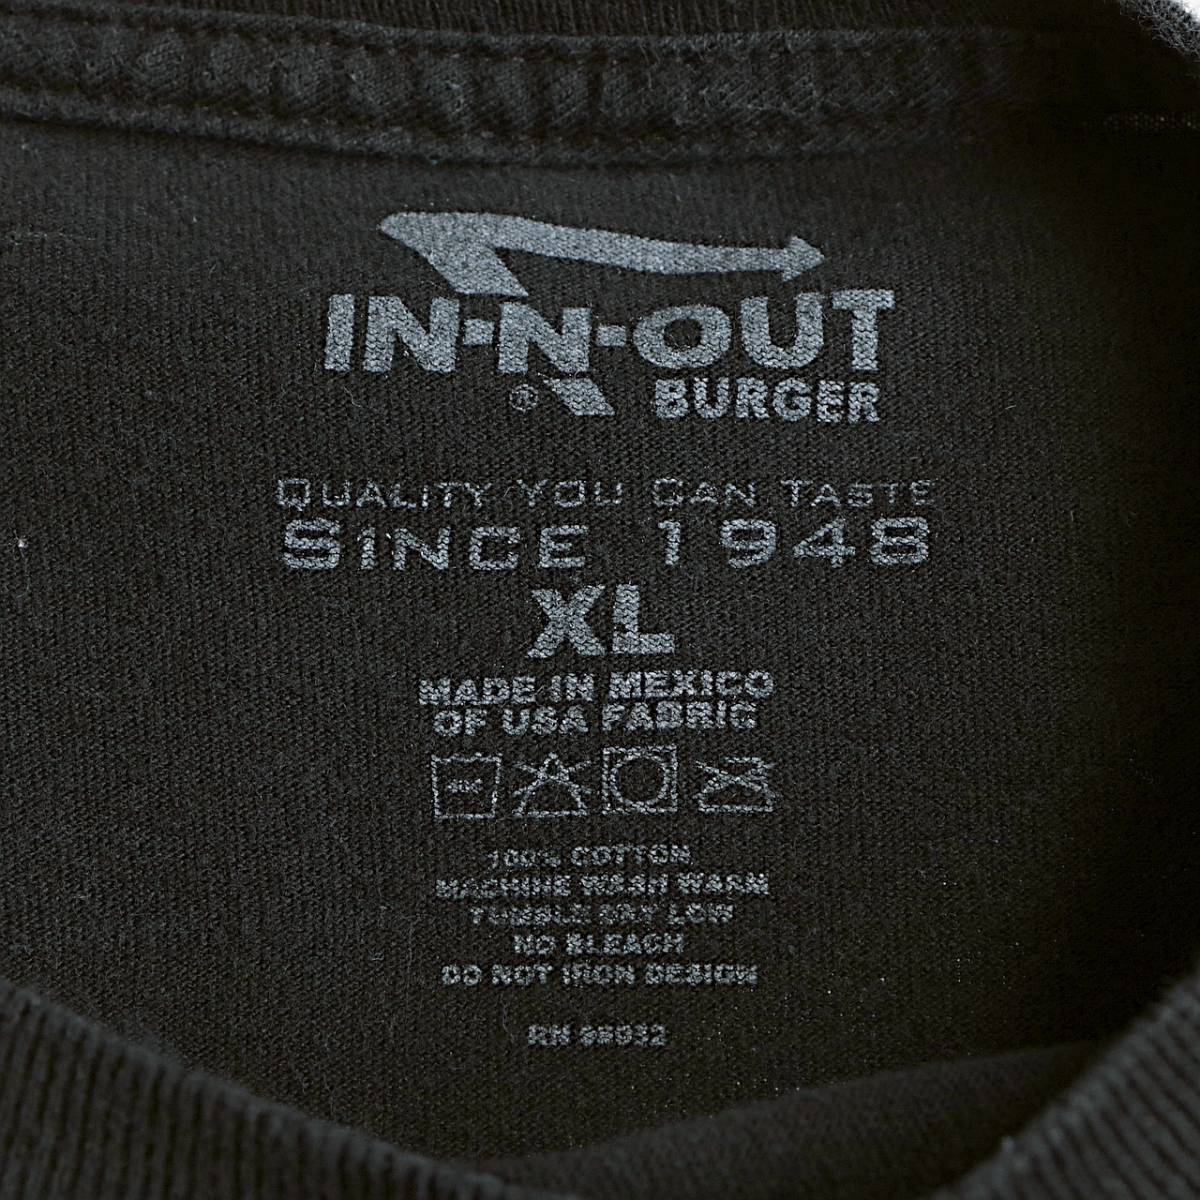 IN-N-OUT
®
BURGER
QUALITY YOU CAN TASTE
SINCE 1948
XL
MADE IN MEXICO
OF USA FABRIC
100% COTTON
MACHINE WASH WARM
TUMBLE DRY LOW
NO BLEACH
DO NOT IRON DESIGN
RN